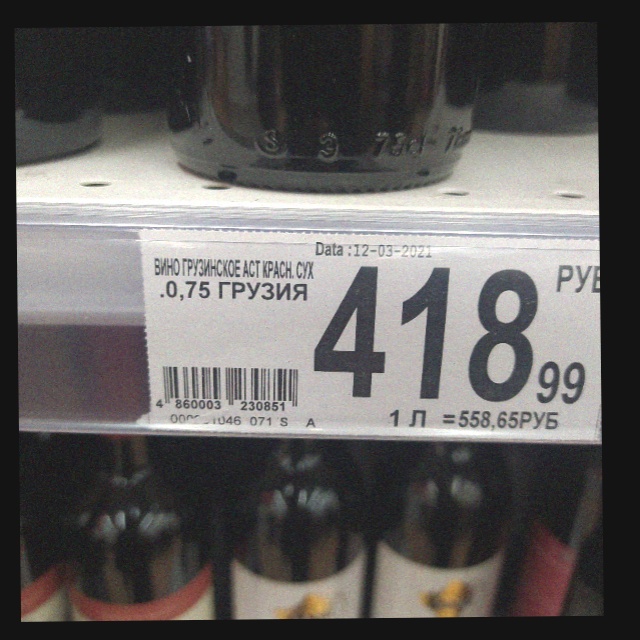 Data :12-03-2021
ВИНО ГРУЗИНСКОЕ АСТ КРАСН. СУХ
.0,75 ГРУЗИЯ
418 99
РУБ
4 860003 230851
1046 071 S A
1 Л =558,65РУБ